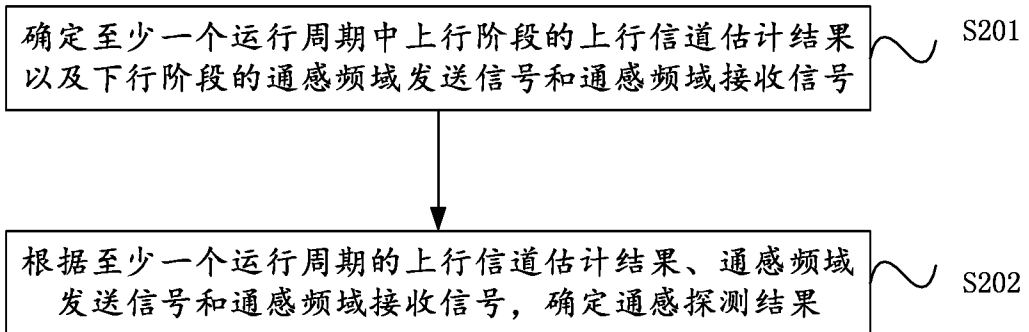 确定至少一个运行周期中上行阶段的上行信道估计结果
以及下行阶段的通感频域发送信号和通感频域接收信号
S201
根据至少一个运行周期的上行信道估计结果、通感频域
发送信号和通感频域接收信号，确定通感探测结果
S202